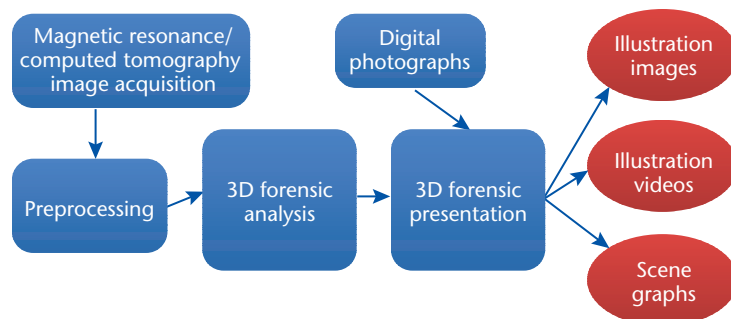 Magnetic resonance/
computed tomography
image acquisition
Digital
photographs
Illustration
images
Preprocessing
3D forensic
analysis
3D forensic
presentation
Illustration
videos
Scene
graphs